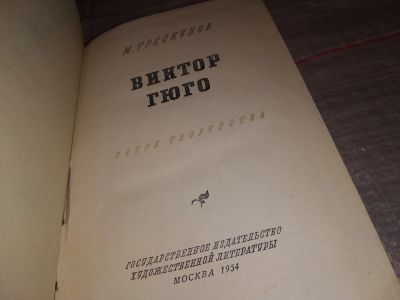 М. ТРЕСКУНОВ
ВИКТОР
ГЮГО
ОЧЕРК ТВОРЧЕСТВА
ГОСУДАРСТВЕННОЕ ИЗДАТЕЛЬСТВО
ХУДОЖЕСТВЕННОЙ ЛИТЕРАТУРЫ
МОСКВА 1954